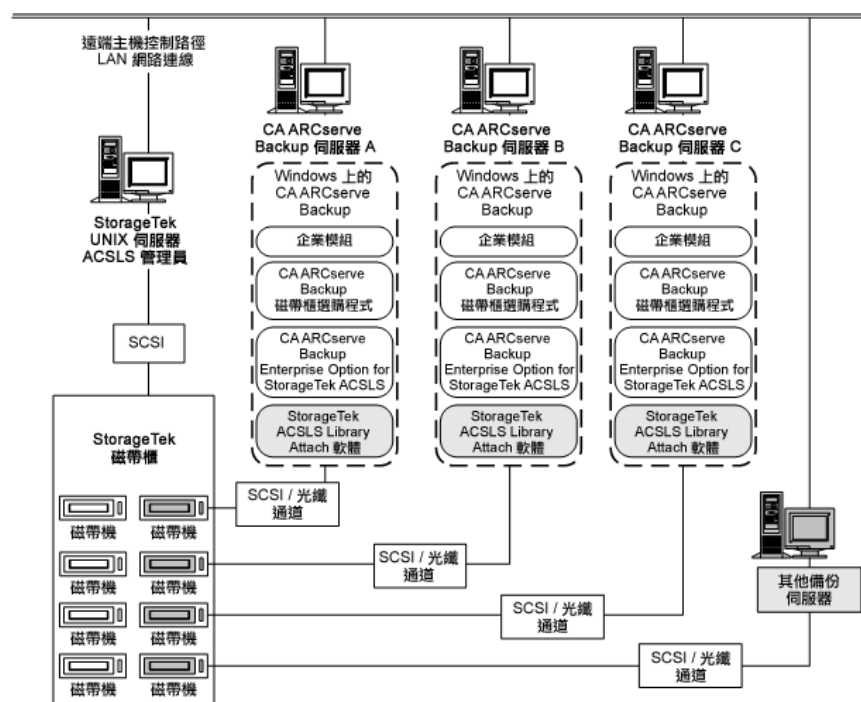 遠端主機控制路徑
LAN 網路連線
StorageTek
UNIX 伺服器
ACSLS 管理員
SCSI
StorageTek
磁帶櫃
磁帶機
磁帶機
磁帶機
磁帶機
磁帶機
磁帶機
磁帶機
磁帶機
CA ARCserve
Backup 伺服器 A
Windows 上的
CA ARCserve
Backup
企業模組
CA ARCserve
Backup
磁帶櫃選購程式
CA ARCserve
Backup
Enterprise Option for
StorageTek ACSLS
StorageTek
ACSLS Library
Attach 軟體
SCSI / 光纖
通道
CA ARCserve
Backup 伺服器 B
Windows 上的
CA ARCserve
Backup
企業模組
CA ARCserve
Backup
磁帶櫃選購程式
CA ARCserve
Backup
Enterprise Option for
StorageTek ACSLS
StorageTek
ACSLS Library
Attach 軟體
SCSI / 光纖
通道
CA ARCserve
Backup 伺服器 C
Windows 上的
CA ARCserve
Backup
企業模組
CA ARCserve
Backup
磁帶櫃選購程式
CA ARCserve
Backup
Enterprise Option for
StorageTek ACSLS
StorageTek
ACSLS Library
Attach 軟體
SCSI / 光纖
通道
其他備份
伺服器
SCSI / 光纖
通道